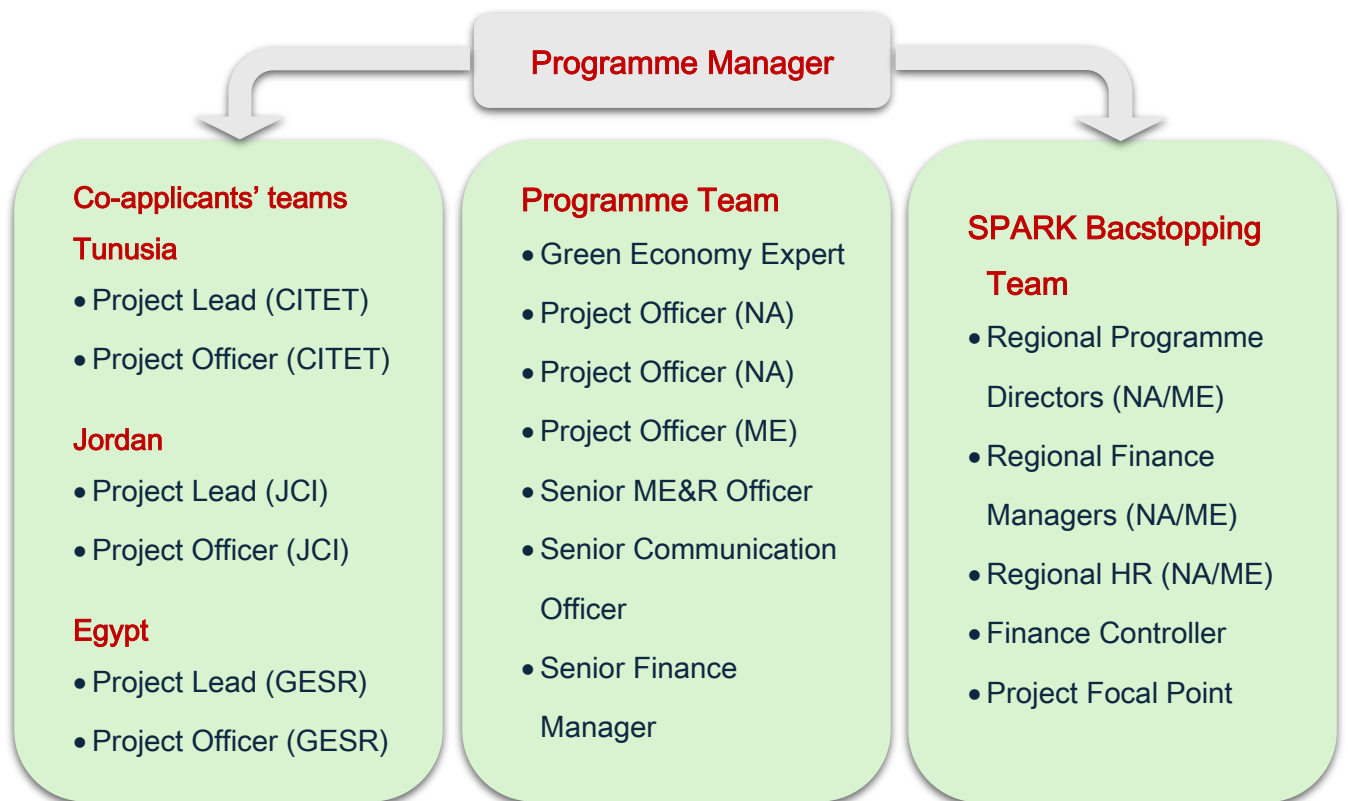 Programme Manager
Co-applicants’ teams
Tunusia
• Project Lead (CITET)
• Project Officer (CITET)
Jordan
• Project Lead (JCI)
• Project Officer (JCI)
Egypt
• Project Lead (GESR)
• Project Officer (GESR)
Programme Team
• Green Economy Expert
• Project Officer (NA)
• Project Officer (NA)
• Project Officer (ME)
• Senior ME&R Officer
• Senior Communication
Officer
• Senior Finance
Manager
SPARK Bacstopping
Team
• Regional Programme
Directors (NA/ME)
• Regional Finance
Managers (NA/ME)
• Regional HR (NA/ME)
• Finance Controller
• Project Focal Point